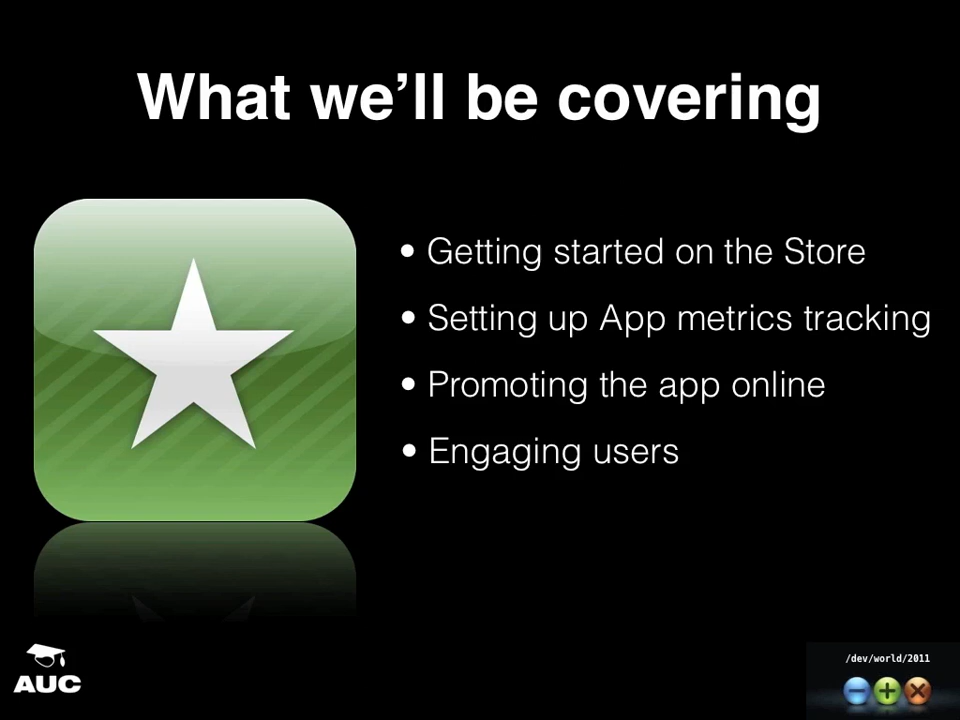 What we’ll be covering
• Getting started on the Store
• Setting up App metrics tracking
• Promoting the app online
• Engaging users
AUC
/dev/world/2011